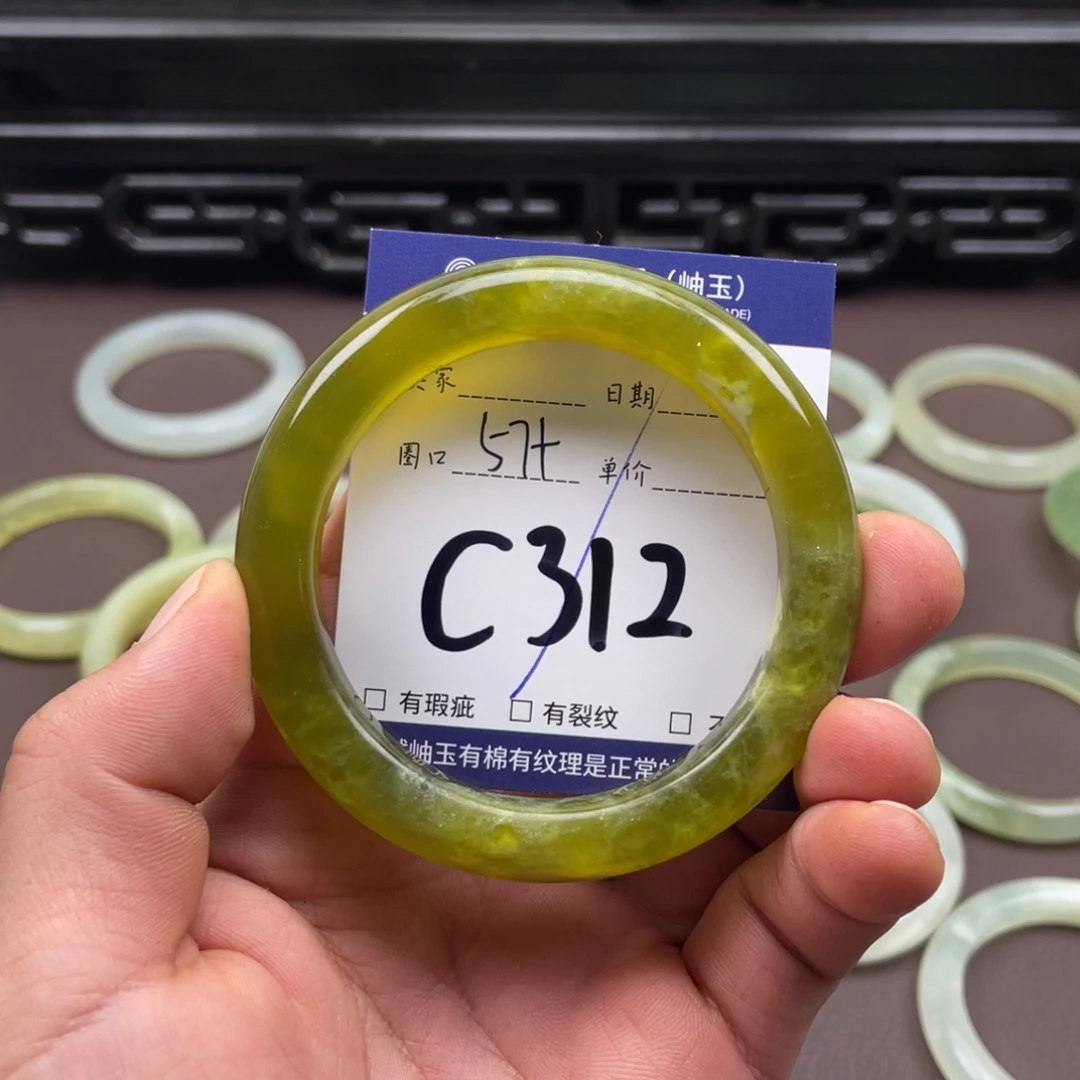 （岫玉）
ADE)
家 日期
圈口 57+ 单价
C312
□ 有瑕疵 □ 有裂纹 □
岫玉有棉有纹理是正常